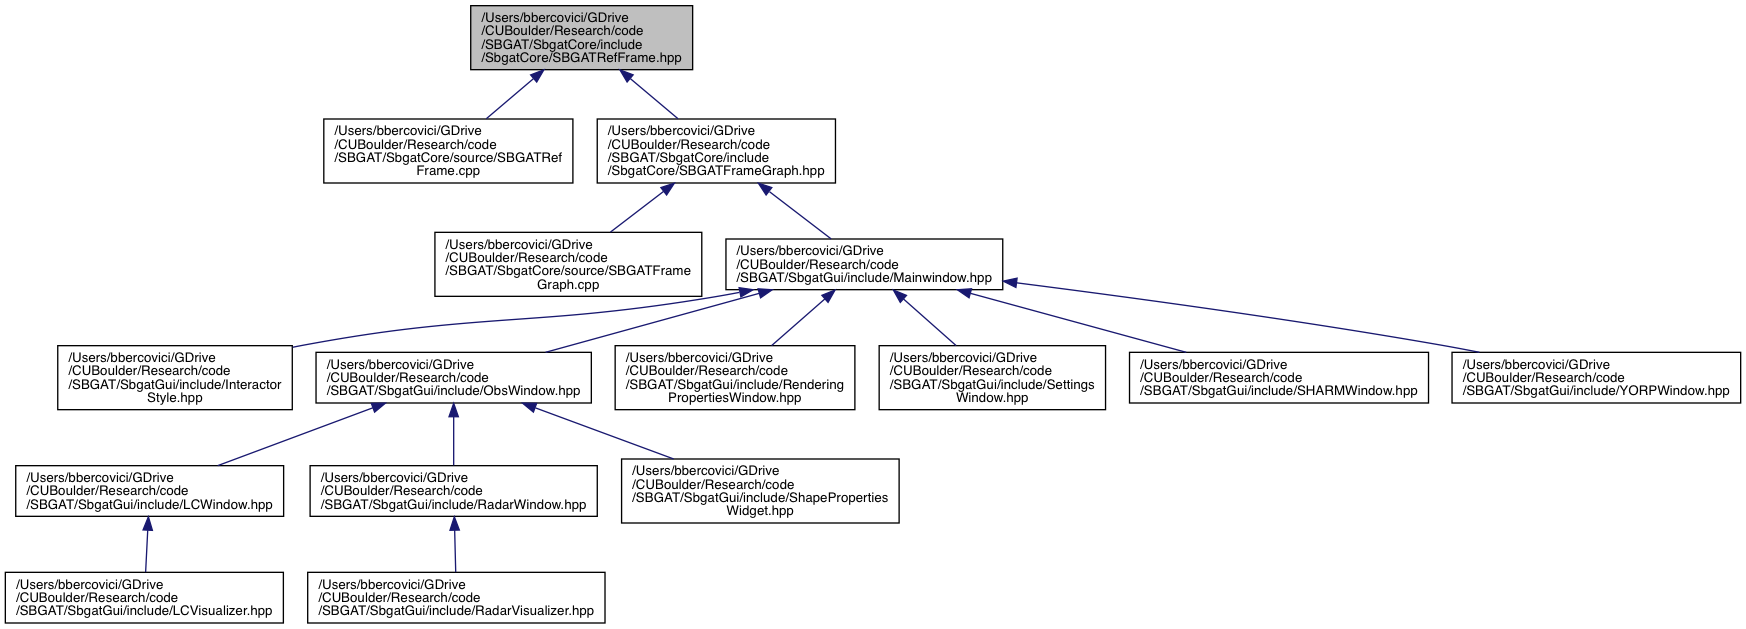 /Users/bbercovici/GDrive
/CUBoulder/Research/code
/SBGAT/SbgatCore/include
/SbgatCore/SBGATRefFrame.hpp
/Users/bbercovici/GDrive
/CUBoulder/Research/code
/SBGAT/SbgatCore/source/SBGATRef
Frame.cpp
/Users/bbercovici/GDrive
/CUBoulder/Research/code
/SBGAT/SbgatCore/include
/SbgatCore/SBGATFrameGraph.hpp
/Users/bbercovici/GDrive
/CUBoulder/Research/code
/SBGAT/SbgatCore/source/SBGATFrame
Graph.cpp
/Users/bbercovici/GDrive
/CUBoulder/Research/code
/SBGAT/SbgatGui/include/Mainwindow.hpp
/Users/bbercovici/GDrive
/CUBoulder/Research/code
/SBGAT/SbgatGui/include/Interactor
Style.hpp
/Users/bbercovici/GDrive
/CUBoulder/Research/code
/SBGAT/SbgatGui/include/ObsWindow.hpp
/Users/bbercovici/GDrive
/CUBoulder/Research/code
/SBGAT/SbgatGui/include/Rendering
PropertiesWindow.hpp
/Users/bbercovici/GDrive
/CUBoulder/Research/code
/SBGAT/SbgatGui/include/Settings
Window.hpp
/Users/bbercovici/GDrive
/CUBoulder/Research/code
/SBGAT/SbgatGui/include/SHARMWindow.hpp
/Users/bbercovici/GDrive
/CUBoulder/Research/code
/SBGAT/SbgatGui/include/YORPWindow.hpp
/Users/bbercovici/GDrive
/CUBoulder/Research/code
/SBGAT/SbgatGui/include/LCWindow.hpp
/Users/bbercovici/GDrive
/CUBoulder/Research/code
/SBGAT/SbgatGui/include/RadarWindow.hpp
/Users/bbercovici/GDrive
/CUBoulder/Research/code
/SBGAT/SbgatGui/include/ShapeProperties
Widget.hpp
/Users/bbercovici/GDrive
/CUBoulder/Research/code
/SBGAT/SbgatGui/include/LCVisualizer.hpp
/Users/bbercovici/GDrive
/CUBoulder/Research/code
/SBGAT/SbgatGui/include/RadarVisualizer.hpp